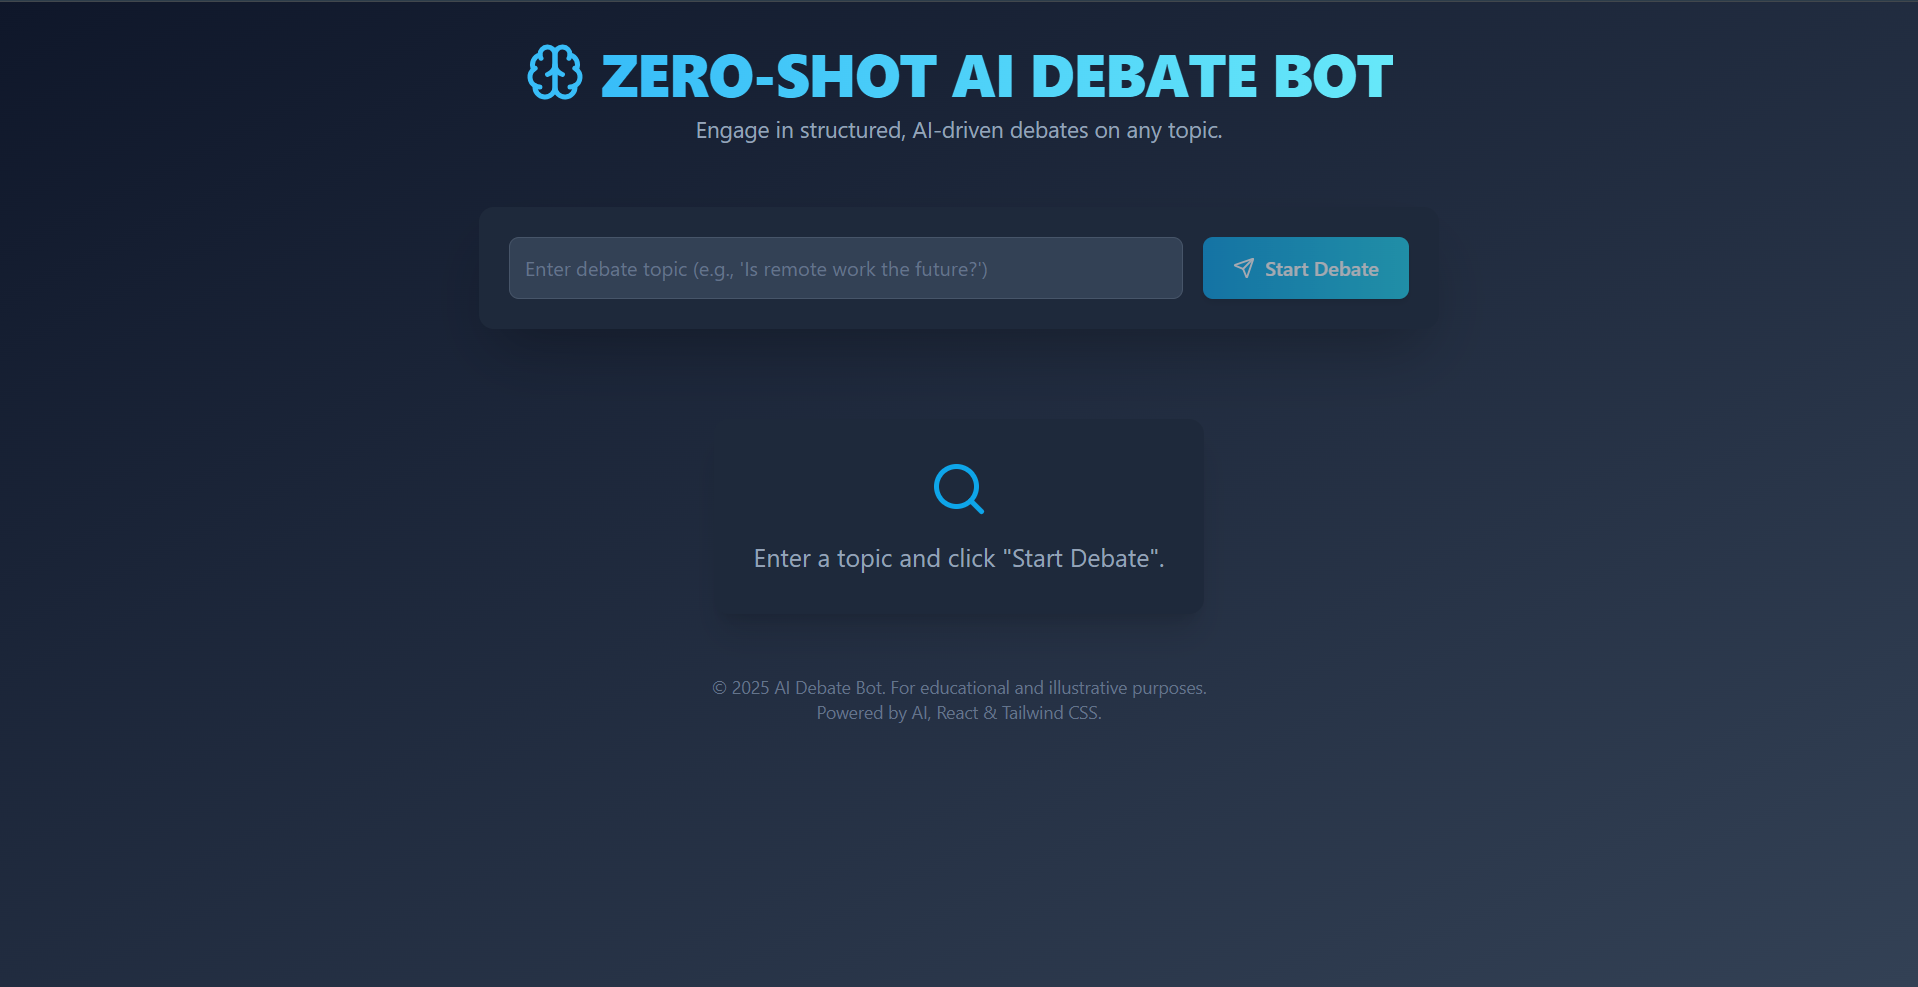 ZERO-SHOT AI DEBATE BOT
Engage in structured, AI-driven debates on any topic.
Enter debate topic (e.g., 'Is remote work the future?')
Start Debate
Enter a topic and click "Start Debate".
© 2025 AI Debate Bot. For educational and illustrative purposes.
Powered by AI, React & Tailwind CSS.